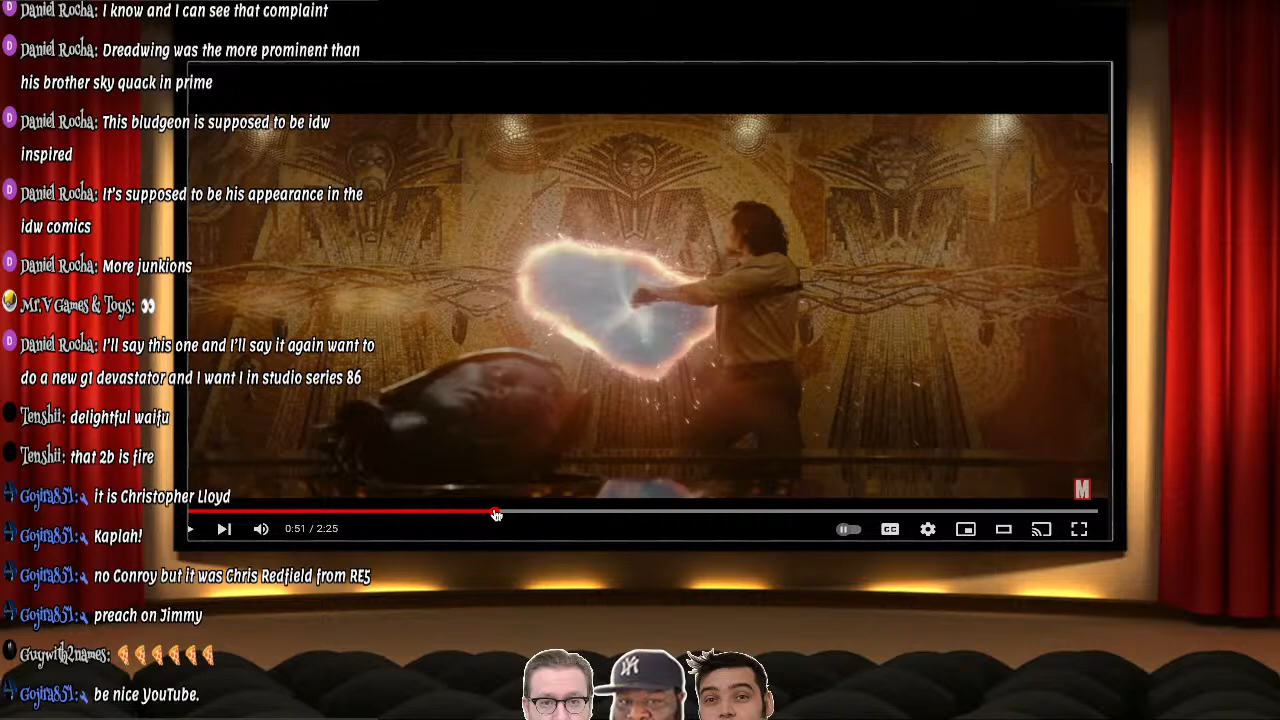 Daniel Rocha: I know and I can see that complaint
Daniel Rocha: Dreadwing was the more prominent than
his brother sky quack in prime
Daniel Rocha: This bludgeon is supposed to be idw
inspired
Daniel Rocha: It's supposed to be his appearance in the
idw comics
Daniel Rocha: More junkions
Mr.V Games & Toys: 👀
Daniel Rocha: I'll say this one and I'll say it again want to
do a new g1 devastator and I want I in studio series 86
Tenshii: delightful waifu
Tenshii: that 2b is fire
Gojira851: it is Christopher Lloyd
M
0:51 / 2:25
CC
Gojira851: Kaplah!
Gojira851: no Conroy but it was Chris Redfield from RE5
Gojira851: preach on Jimmy
Guywith2names: 🍕🍕🍕🍕🍕🍕
Gojira851: be nice YouTube.